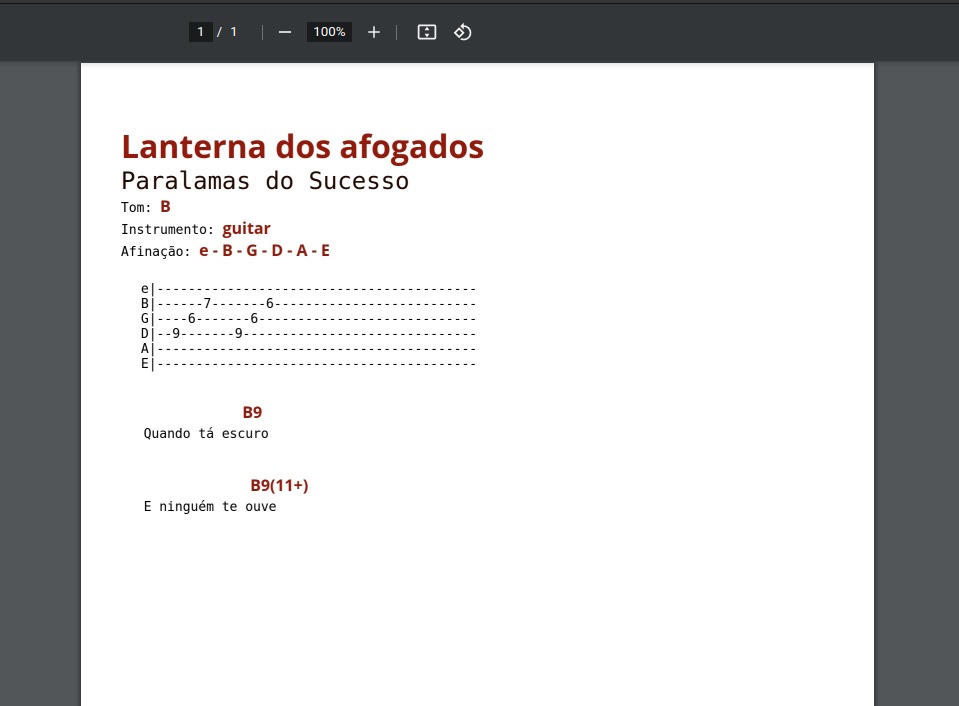 1 / 1
100%
Lanterna dos afogados
Paralamas do Sucesso
Tom: B
Instrumento: guitar
Afinação: e - B - G - D - A - E
e|-----------------------------------------
B|------7-------6--------------------------
G|----6-------6----------------------------
D|--9-------9------------------------------
A|-----------------------------------------
E|-----------------------------------------
B9
Quando tá escuro
B9(11+)
E ninguém te ouve